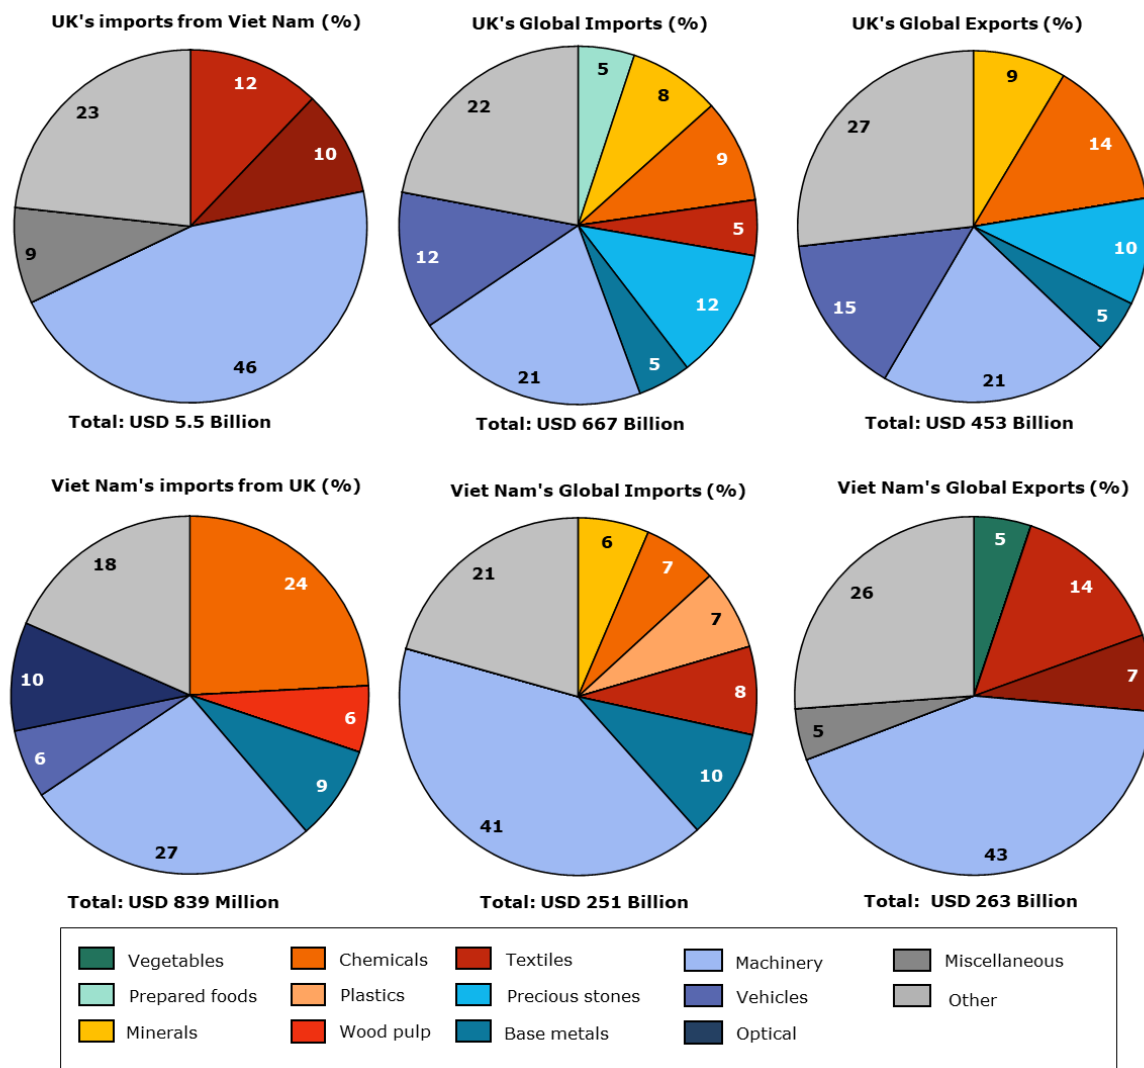 UK's imports from Viet Nam (%)
UK's Global Imports (%)
UK's Global Exports (%)
12
10
46
9
23
5
8
9
5
12
5
21
12
22
9
14
10
5
21
15
27
Total: USD 5.5 Billion
Total: USD 667 Billion
Total: USD 453 Billion
Viet Nam's imports from UK (%)
Viet Nam's Global Imports (%)
Viet Nam's Global Exports (%)
24
6
9
27
6
10
18
6
7
7
8
10
41
21
5
14
7
43
5
26
Total: USD 839 Million
Total: USD 251 Billion
Total: USD 263 Billion
Vegetables
Chemicals
Textiles
Machinery
Miscellaneous
Prepared foods
Plastics
Precious stones
Vehicles
Other
Minerals
Wood pulp
Base metals
Optical